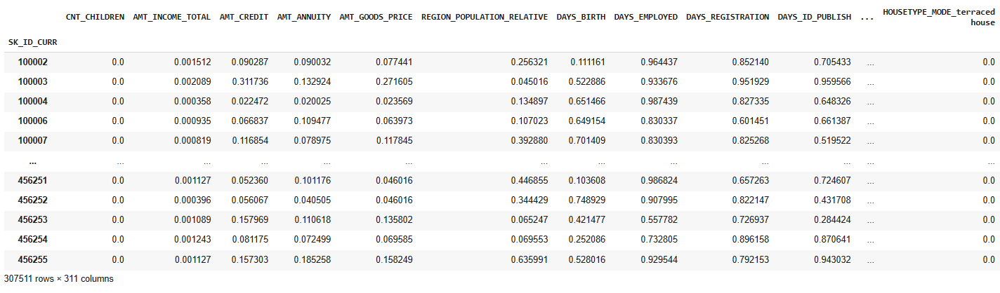 CNT_CHILDREN AMT_INCOME_TOTAL AMT_CREDIT AMT_ANNUITY AMT_GOODS_PRICE REGION_POPULATION_RELATIVE DAYS_BIRTH DAYS_EMPLOYED DAYS_REGISTRATION DAYS_ID_PUBLISH ... HOUSETYPE_MODE_terraced house
SK_ID_CURR
100002 0.0 0.001512 0.090287 0.090032 0.077441 0.256321 0.111161 0.964437 0.852140 0.705433 ... 0.0
100003 0.0 0.002089 0.311736 0.132924 0.271605 0.045016 0.522886 0.933676 0.951929 0.959566 ... 0.0
100004 0.0 0.000358 0.022472 0.020025 0.023569 0.134897 0.651466 0.987439 0.827335 0.648326 ... 0.0
100006 0.0 0.000935 0.066837 0.109477 0.063973 0.107023 0.649154 0.830337 0.601451 0.661387 ... 0.0
100007 0.0 0.000819 0.116854 0.078975 0.117845 0.392880 0.701409 0.830393 0.825268 0.519522 ... 0.0
... ... ... ... ... ... ... ... ... ... ... ... ...
456251 0.0 0.001127 0.052360 0.101176 0.046016 0.446855 0.103608 0.986824 0.657263 0.724607 ... 0.0
456252 0.0 0.000396 0.056067 0.040505 0.046016 0.344429 0.748929 0.907995 0.822147 0.431708 ... 0.0
456253 0.0 0.001089 0.157969 0.110618 0.135802 0.065247 0.421477 0.557782 0.726937 0.284424 ... 0.0
456254 0.0 0.001243 0.081175 0.072499 0.069585 0.069553 0.252086 0.732805 0.896158 0.870641 ... 0.0
456255 0.0 0.001127 0.157303 0.185258 0.158249 0.635991 0.528016 0.929544 0.792153 0.943032 ... 0.0
307511 rows × 311 columns